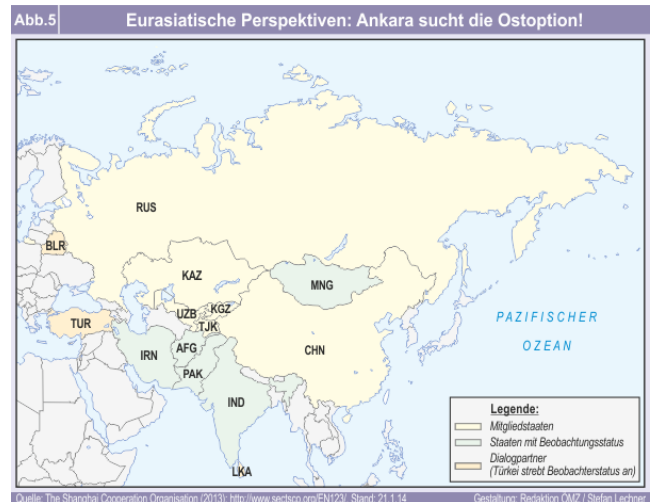 Abb.5 Eurasiatische Perspektiven: Ankara sucht die Ostoption!
RUS
BLR
KAZ
MNG
UZB
KGZ
TUR
TJK
PAZIFISCHER
OZEAN
IRN
AFG
CHN
PAK
IND
LKA
Legende:
Mitgliedstaaten
Staaten mit Beobachtungsstatus
Dialogpartner
(Türkei strebt Beobachterstatus an)
Quelle: The Shanghai Cooperation Organisation (2013); http://www.sectsco.org/EN123/ Stand: 21.1.14 Gestaltung: Redaktion ÖMZ / Stefan Lechner